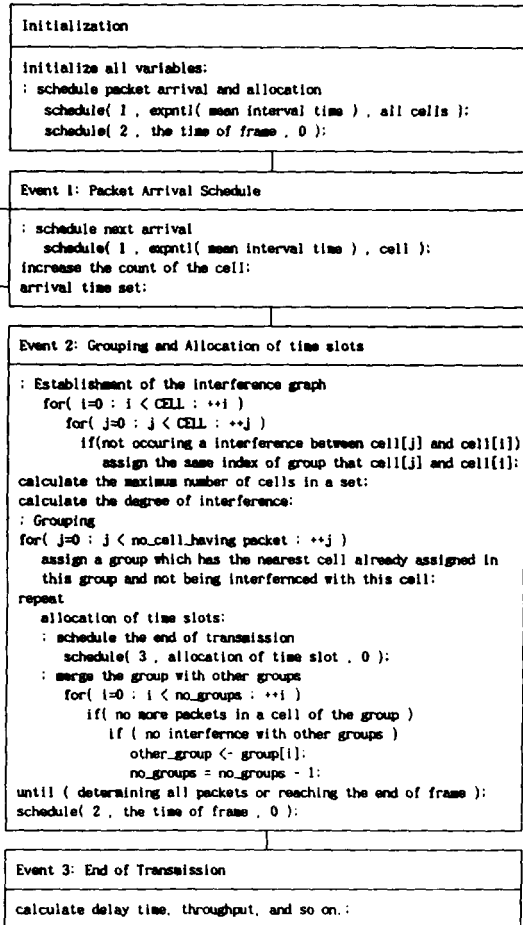 Initialization
initialize all variables;
: schedule packet arrival and allocation
schedule( 1 , expntl( mean interval time ) , all cells );
schedule( 2 , the time of frame , 0 );
Event 1: Packet Arrival Schedule
: schedule next arrival
schedule( 1 , expntl( mean interval time ) , cell );
increase the count of the cell;
arrival time set;
Event 2: Grouping and Allocation of time slots
: Establishment of the interference graph
for( i=0 ; i < CELL ; ++i )
for( j=0 ; j < CELL ; ++j )
if(not occuring a interference between cell[j] and cell[i])
assign the same index of group that cell[j] and cell[i];
calculate the maximum number of cells in a set;
calculate the degree of interference;
: Grouping
for( j=0 ; j < no_cell_having packet ; ++j )
assign a group which has the nearest cell already assigned in
this group and not being interfernced with this cell;
repeat
allocation of time slots;
: schedule the end of transmission
schedule( 3 , allocation of time slot , 0 );
: merge the group with other groups
for( i=0 ; i < no_groups ; ++i )
if( no more packets in a cell of the group )
if ( no interfernce with other groups )
other_group <- group[i];
no_groups = no_groups - 1;
until ( determining all packets or reaching the end of frame );
schedule( 2 , the time of frame , 0 );
Event 3: End of Transmission
calculate delay time, throughput, and so on.;